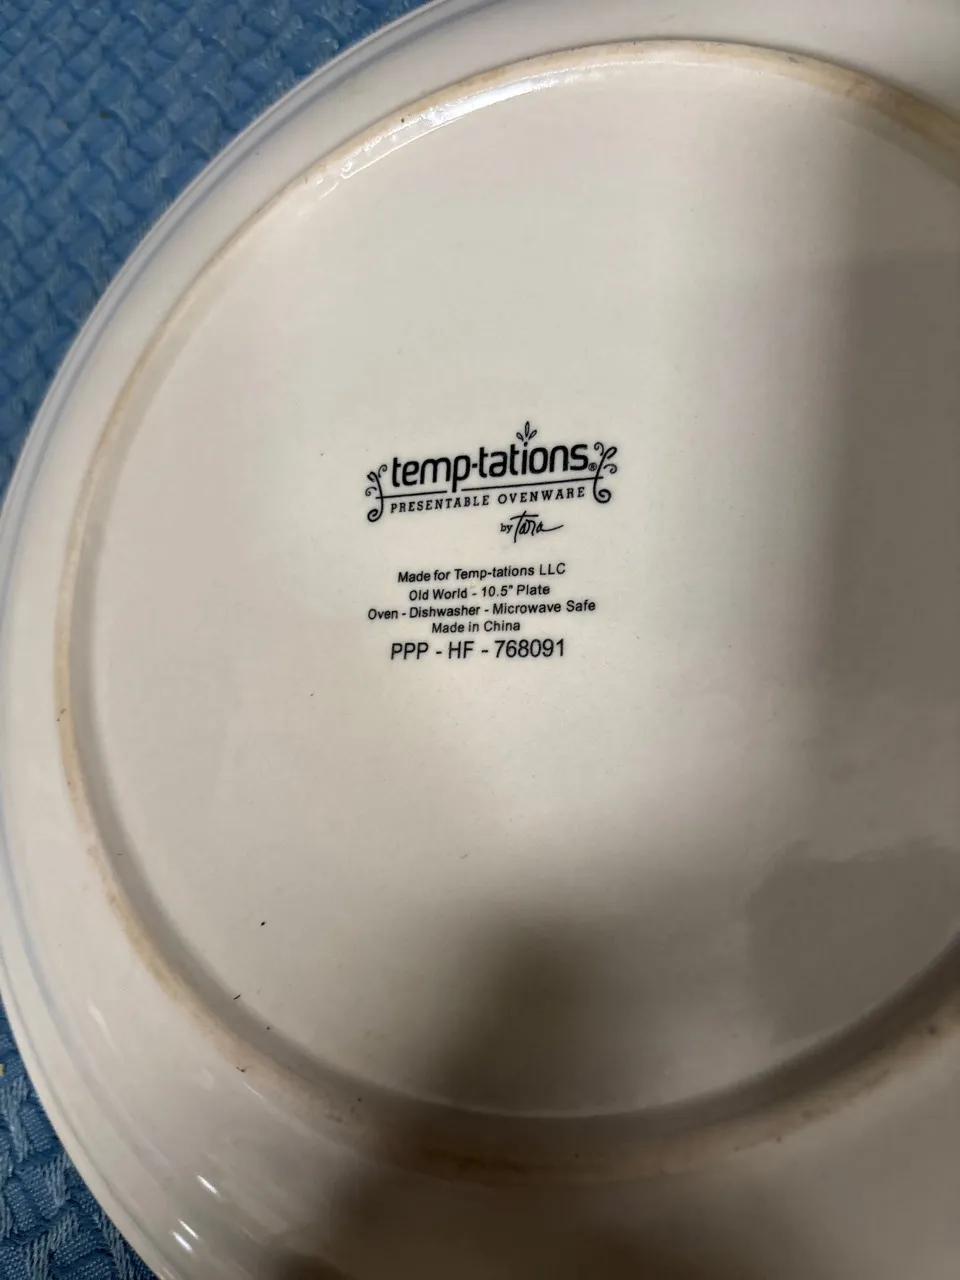 temp-tations®
PRESENTABLE OVENWARE
by Tara
Made for Temp-tations LLC
Old World - 10.5" Plate
Oven - Dishwasher - Microwave Safe
Made in China
PPP - HF - 768091